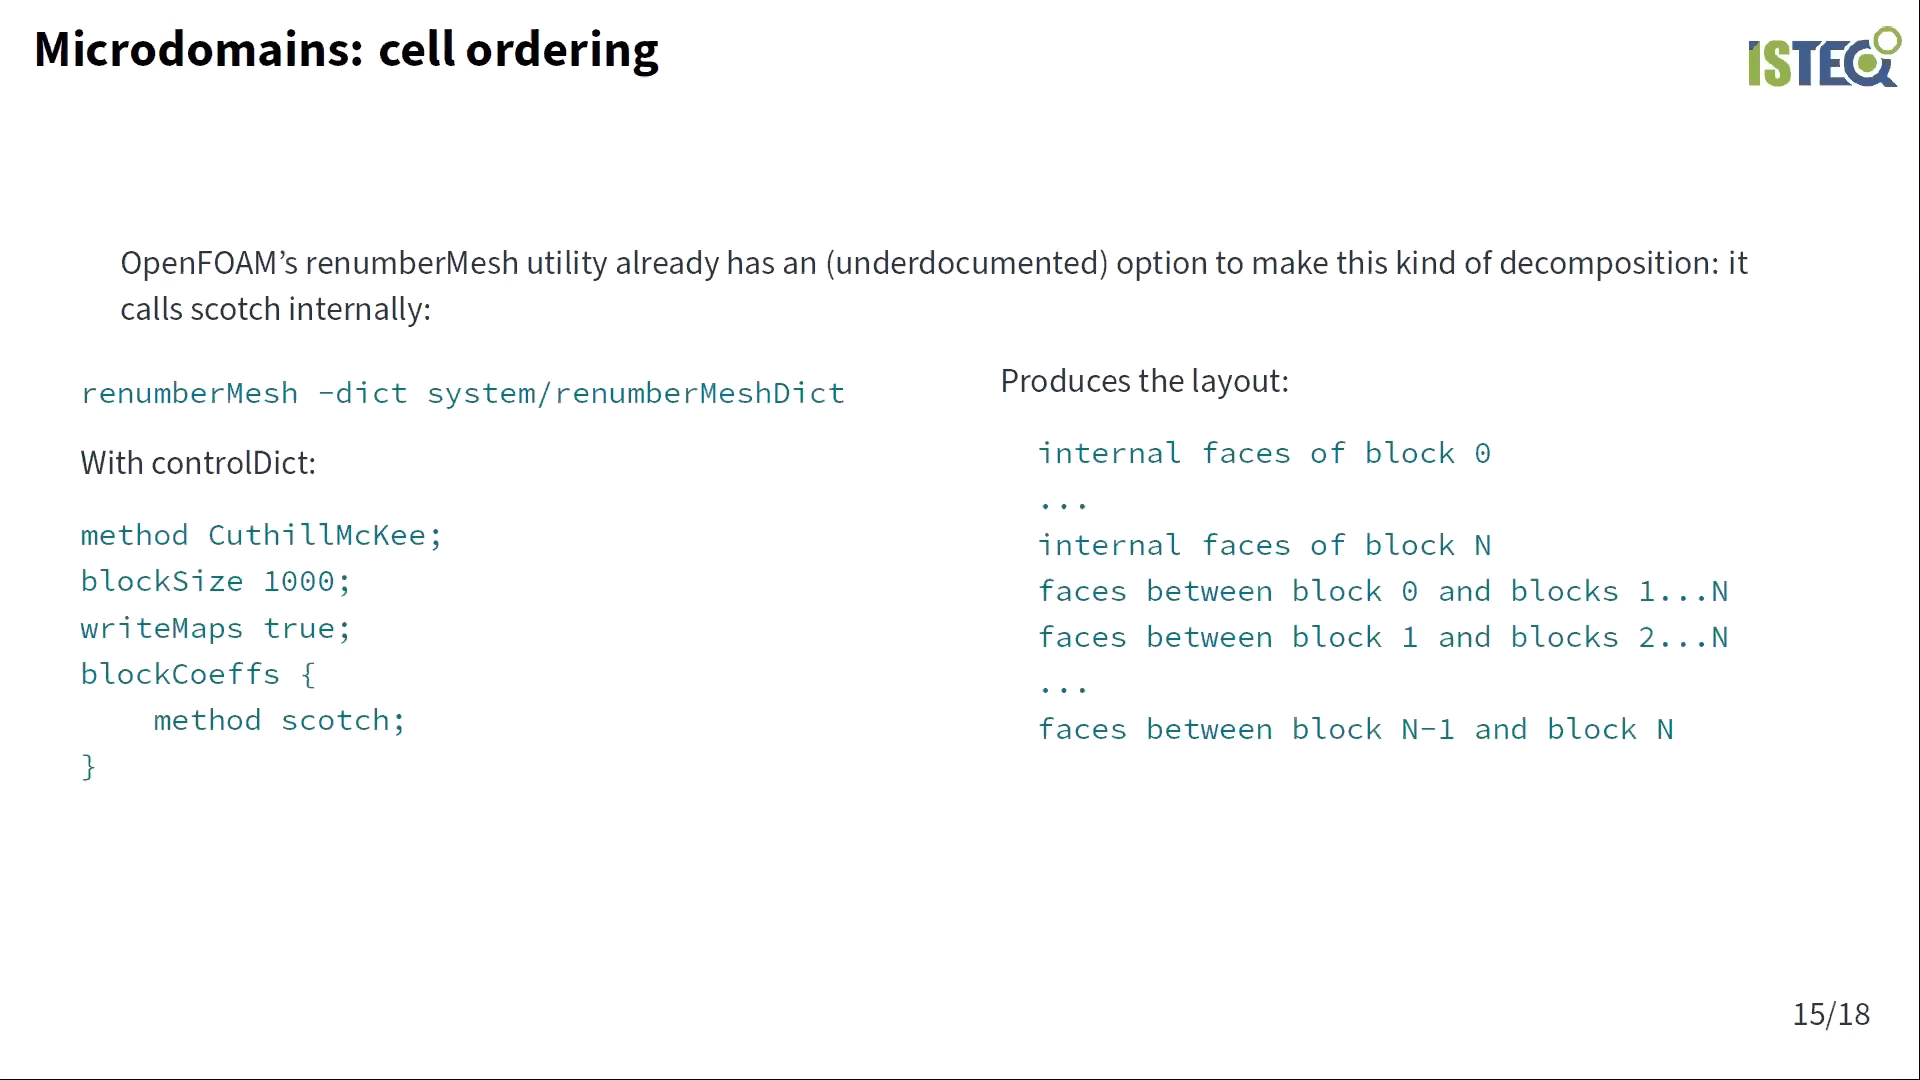 Microdomains: cell ordering
ISTEQ
OpenFOAM’s renumberMesh utility already has an (underdocumented) option to make this kind of decomposition: it
calls scotch internally:
renumberMesh -dict system/renumberMeshDict
With controlDict:
method CuthillMcKee;
blockSize 1000;
writeMaps true;
blockCoeffs {
    method scotch;
}
Produces the layout:
internal faces of block 0
...
internal faces of block N
faces between block 0 and blocks 1...N
faces between block 1 and blocks 2...N
...
faces between block N-1 and block N
15/18